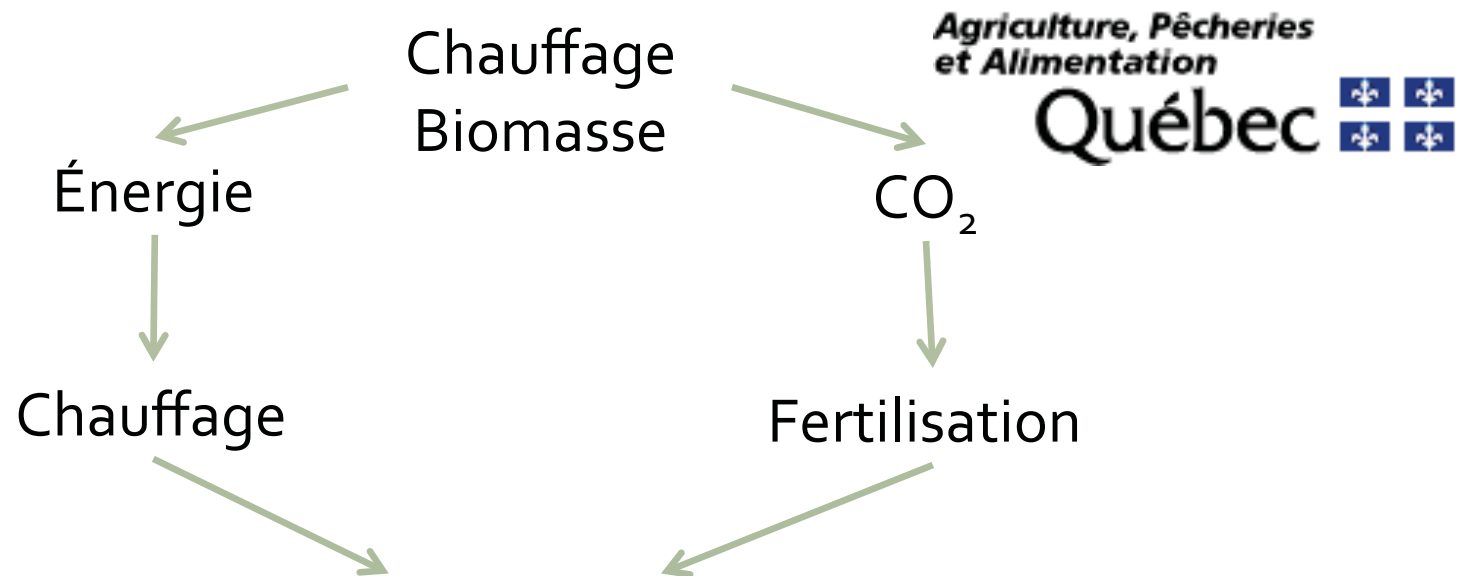 Chauffage
Biomasse
Agriculture, Pêcheries
et Alimentation
Québec
Énergie
CO₂
Chauffage
Fertilisation